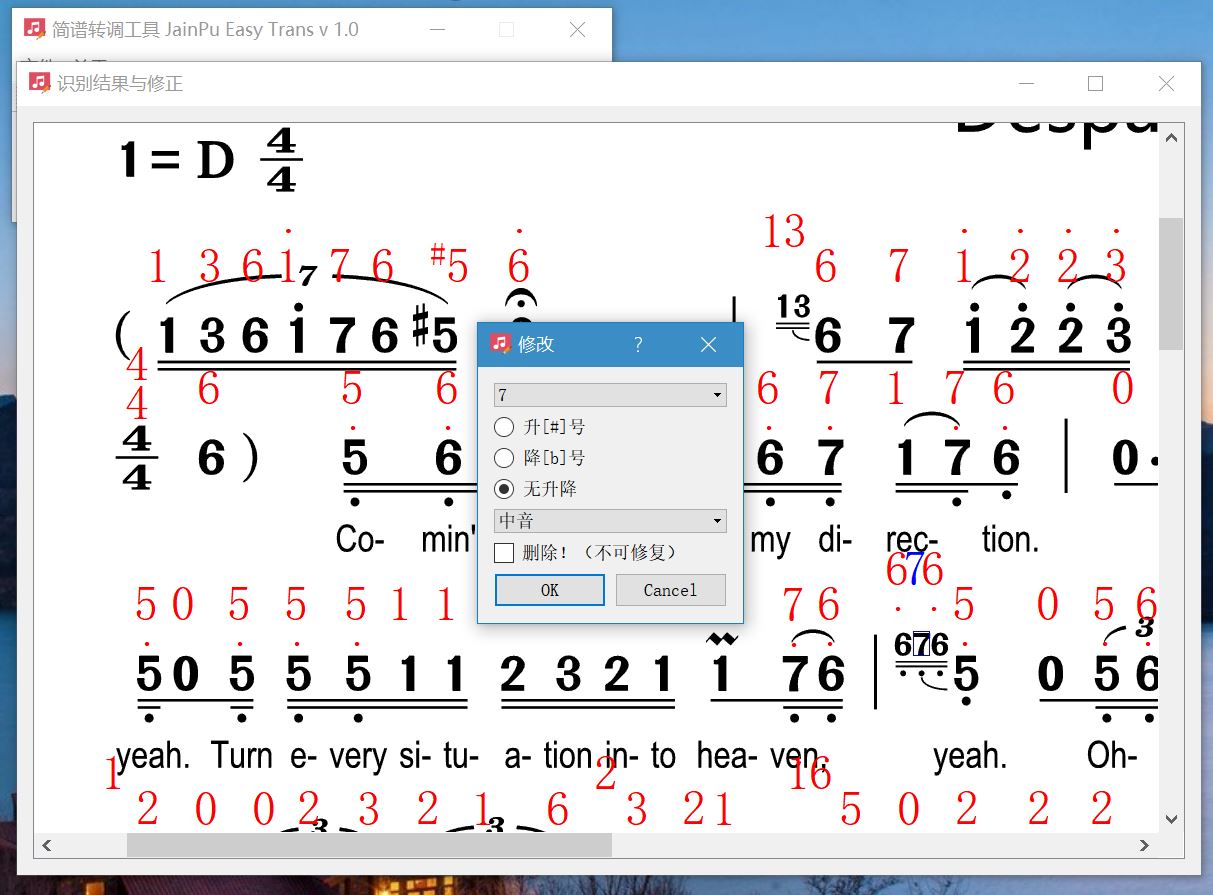 简谱转调工具 JainPu Easy Trans v 1.0
识别结果与修正
1 = D 4/4
1 3 6 1 7 6 #5 6
13 6 7 1 2 2 3
7
( 1 3 6 1 7 6 #5
13 6 7 1 2 2 3
4 6 5 6 6 7 1 7 6 0
4
4/4 6 ) 5 6 6 7 1 7 6 0 ·
Co- min' my di- rec- tion.
676
5 0 5 5 5 1 1 7 6 5 0 5 6
3
5 0 5 5 5 1 1 2 3 2 1 1 7 6 676 5 0 5 6
yeah. Turn e- very si- tu- a- tion in- to hea- ven, yeah. Oh-
1 2 16
2 0 0 2 3 2 1 6 3 2 1 5 0 2 2 2
3 3
修改
?
7
升[#]号
降[b]号
无升降
中音
删除！（不可修复）
OK
Cancel